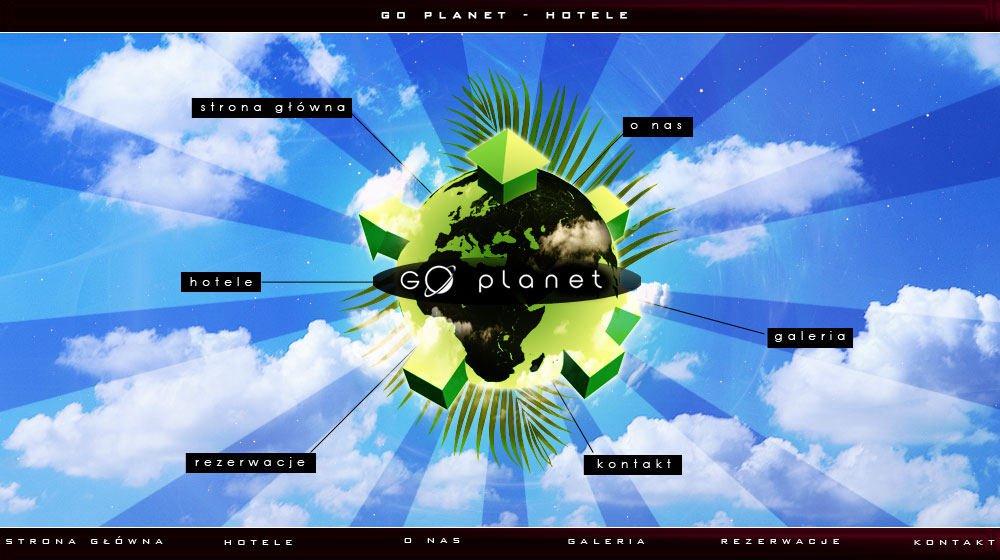 GO PLANET - HOTELE
strona główna
o nas
hotele
GO planet
galeria
rezerwacje
kontakt
STRONA GŁÓWNA HOTELE O NAS GALERIA REZERWACJE KONTAKT